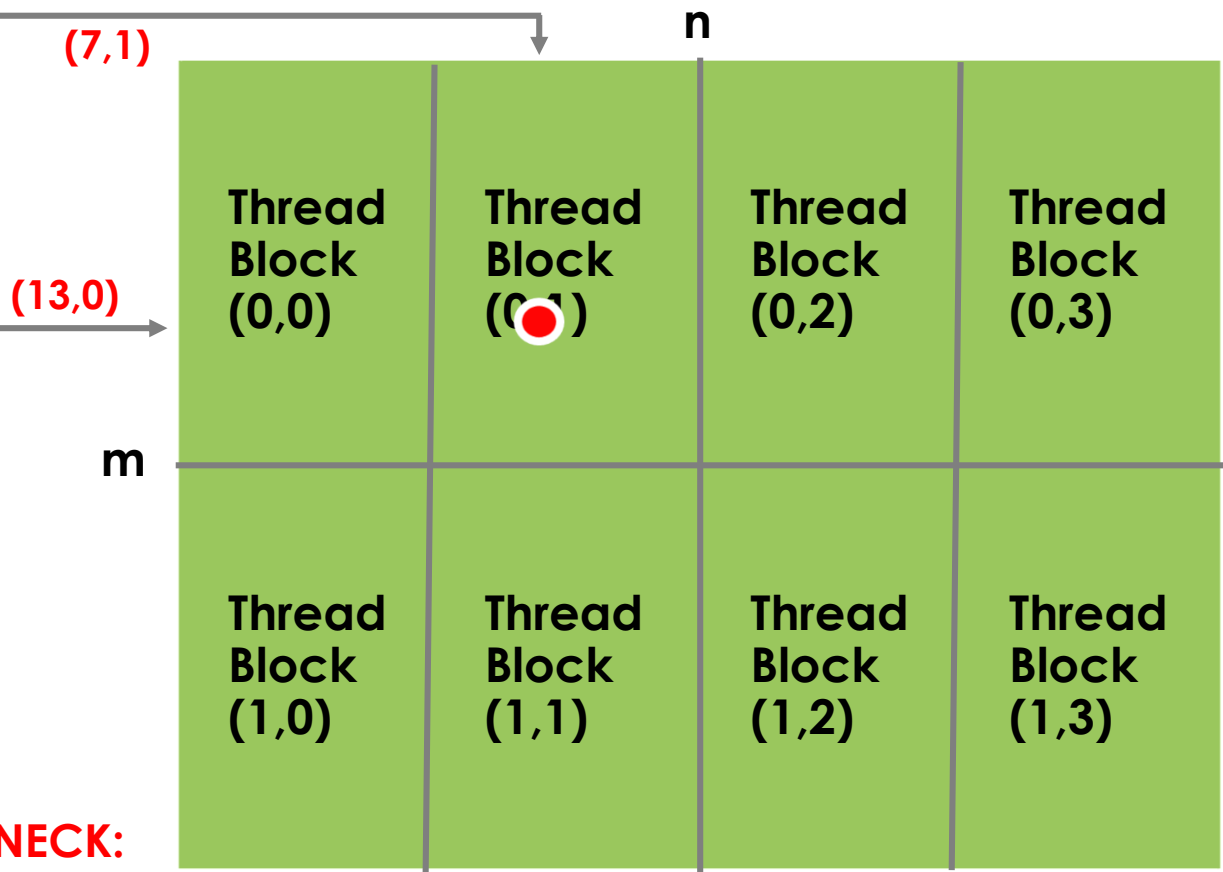 n
(7,1)
Thread
Block
(0,0)
Thread
Block
Thread
Block
(0,2)
Thread
Block
(0,3)
(13,0)
m
Thread
Block
(1,0)
Thread
Block
(1,1)
Thread
Block
(1,2)
Thread
Block
(1,3)
NECK: